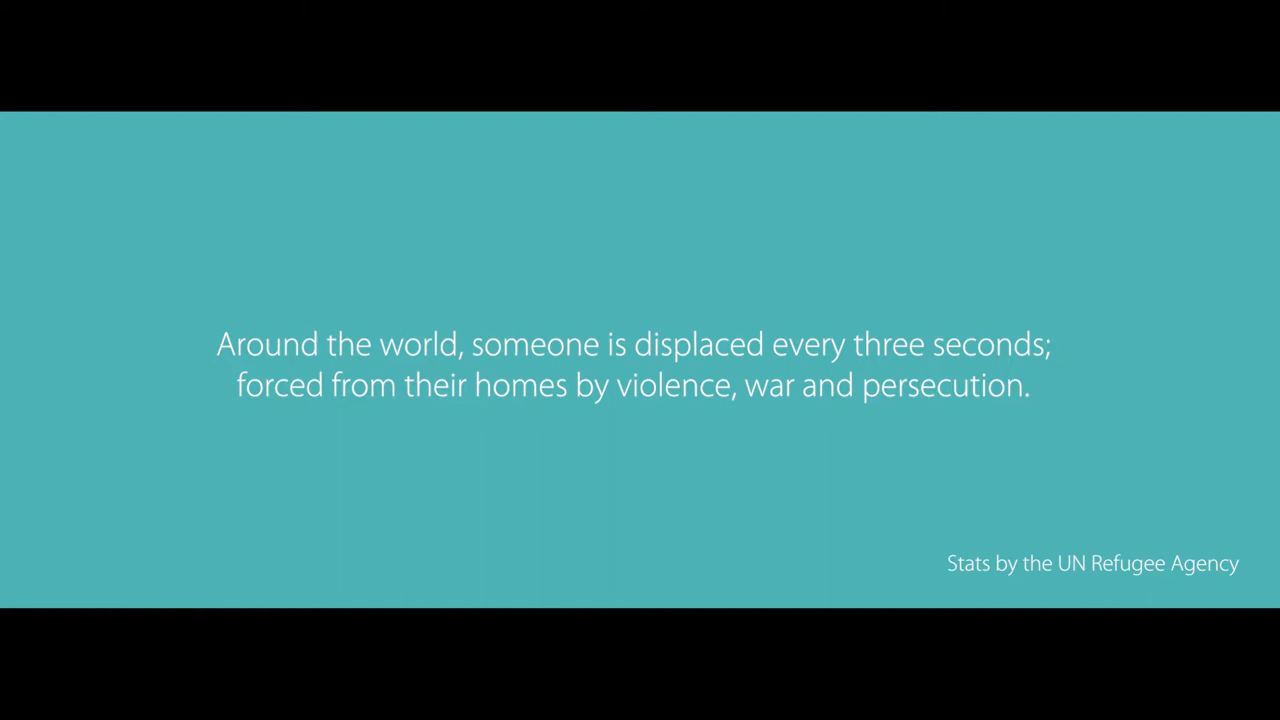 Around the world, someone is displaced every three seconds;
forced from their homes by violence, war and persecution.
Stats by the UN Refugee Agency